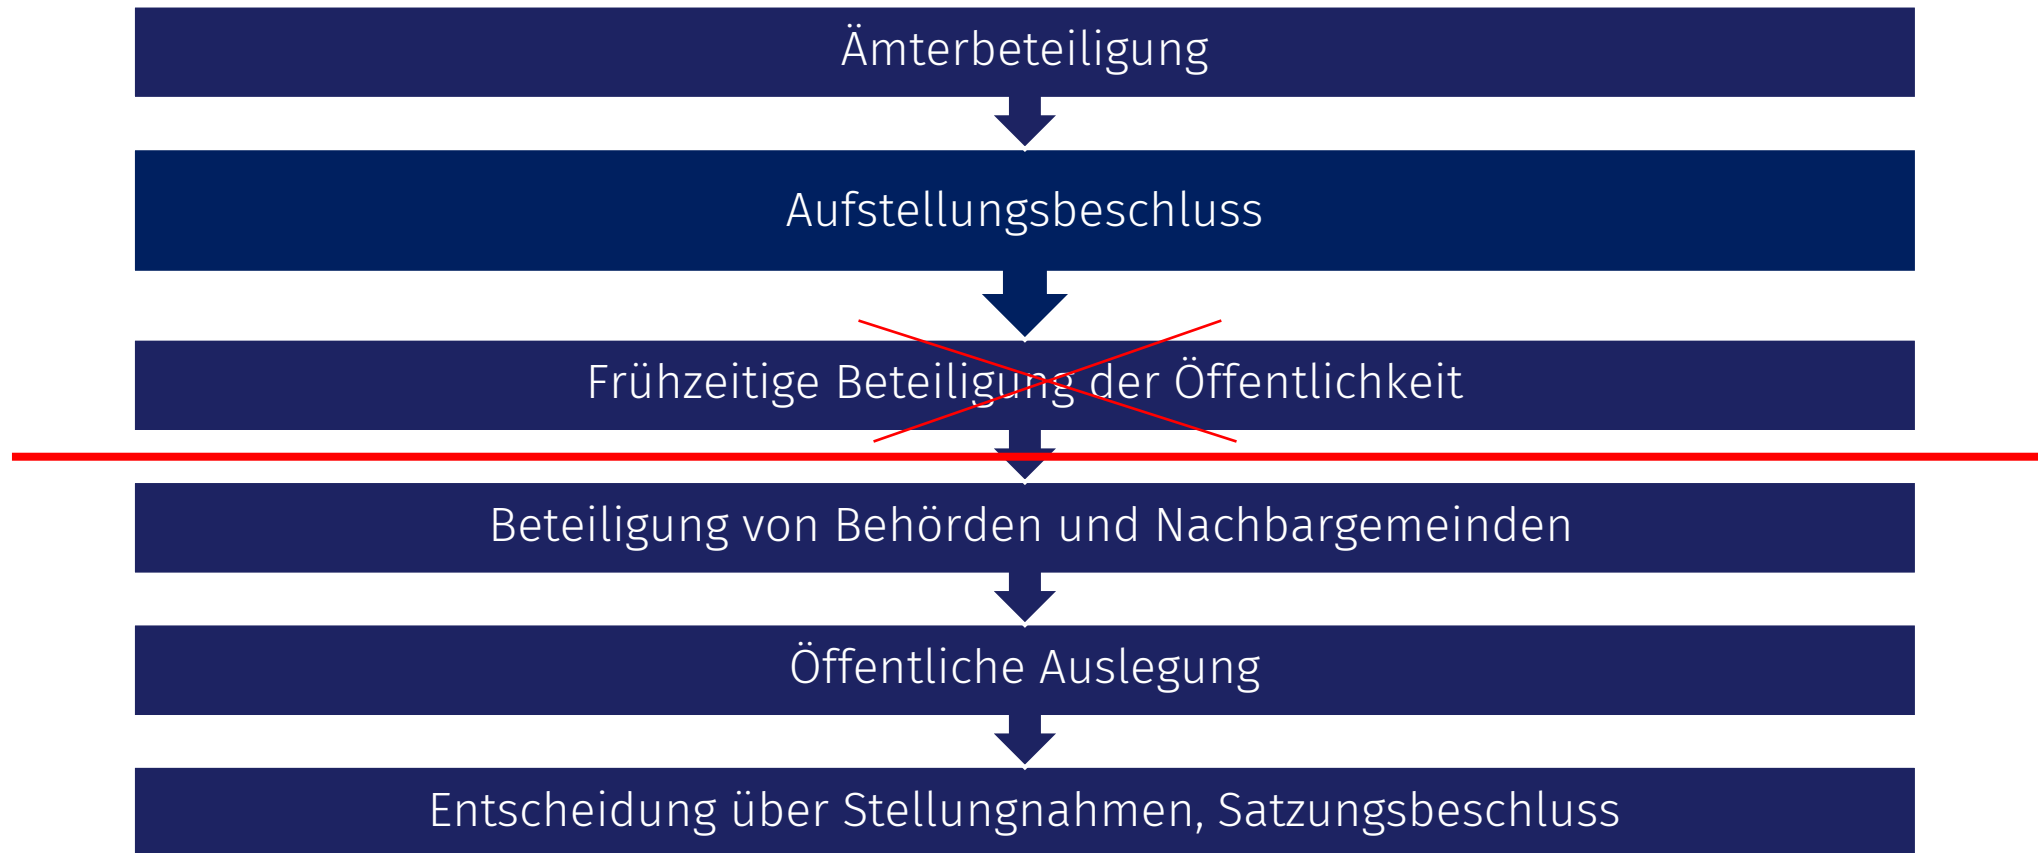 Ämterbeteiligung
Aufstellungsbeschluss
Frühzeitige Beteiligung der Öffentlichkeit
Beteiligung von Behörden und Nachbargemeinden
Öffentliche Auslegung
Entscheidung über Stellungnahmen, Satzungsbeschluss